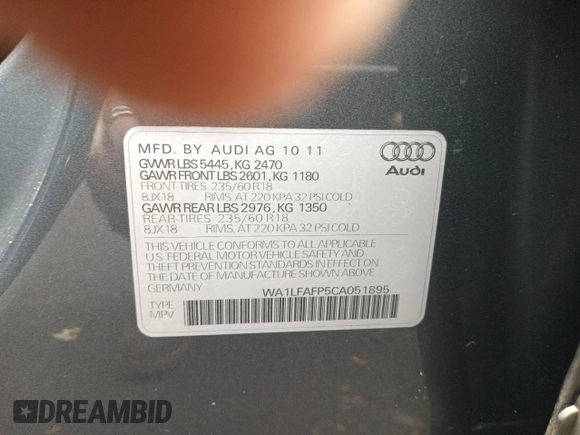 MFD. BY AUDI AG 10 11
GVWR LBS 5445, KG 2470
GAWR FRONT LBS 2601, KG 1180
FRONT-TIRES 235/60 R18
8JX18 RIMS, AT 220 KPA 32 PSI COLD
GAWR REAR LBS 2976, KG 1350
REAR-TIRES 235/60 R18
8JX18 RIMS, AT 220 KPA 32 PSI COLD
THIS VEHICLE CONFORMS TO ALL APPLICABLE
U.S. FEDERAL MOTOR VEHICLE SAFETY AND
THEFT PREVENTION STANDARDS IN EFFECT ON THE
DATE OF MANUFACTURE SHOWN ABOVE.
GERMANY WA1LFAFP5CA051895
TYPE
MPV
Audi
DREAMBID